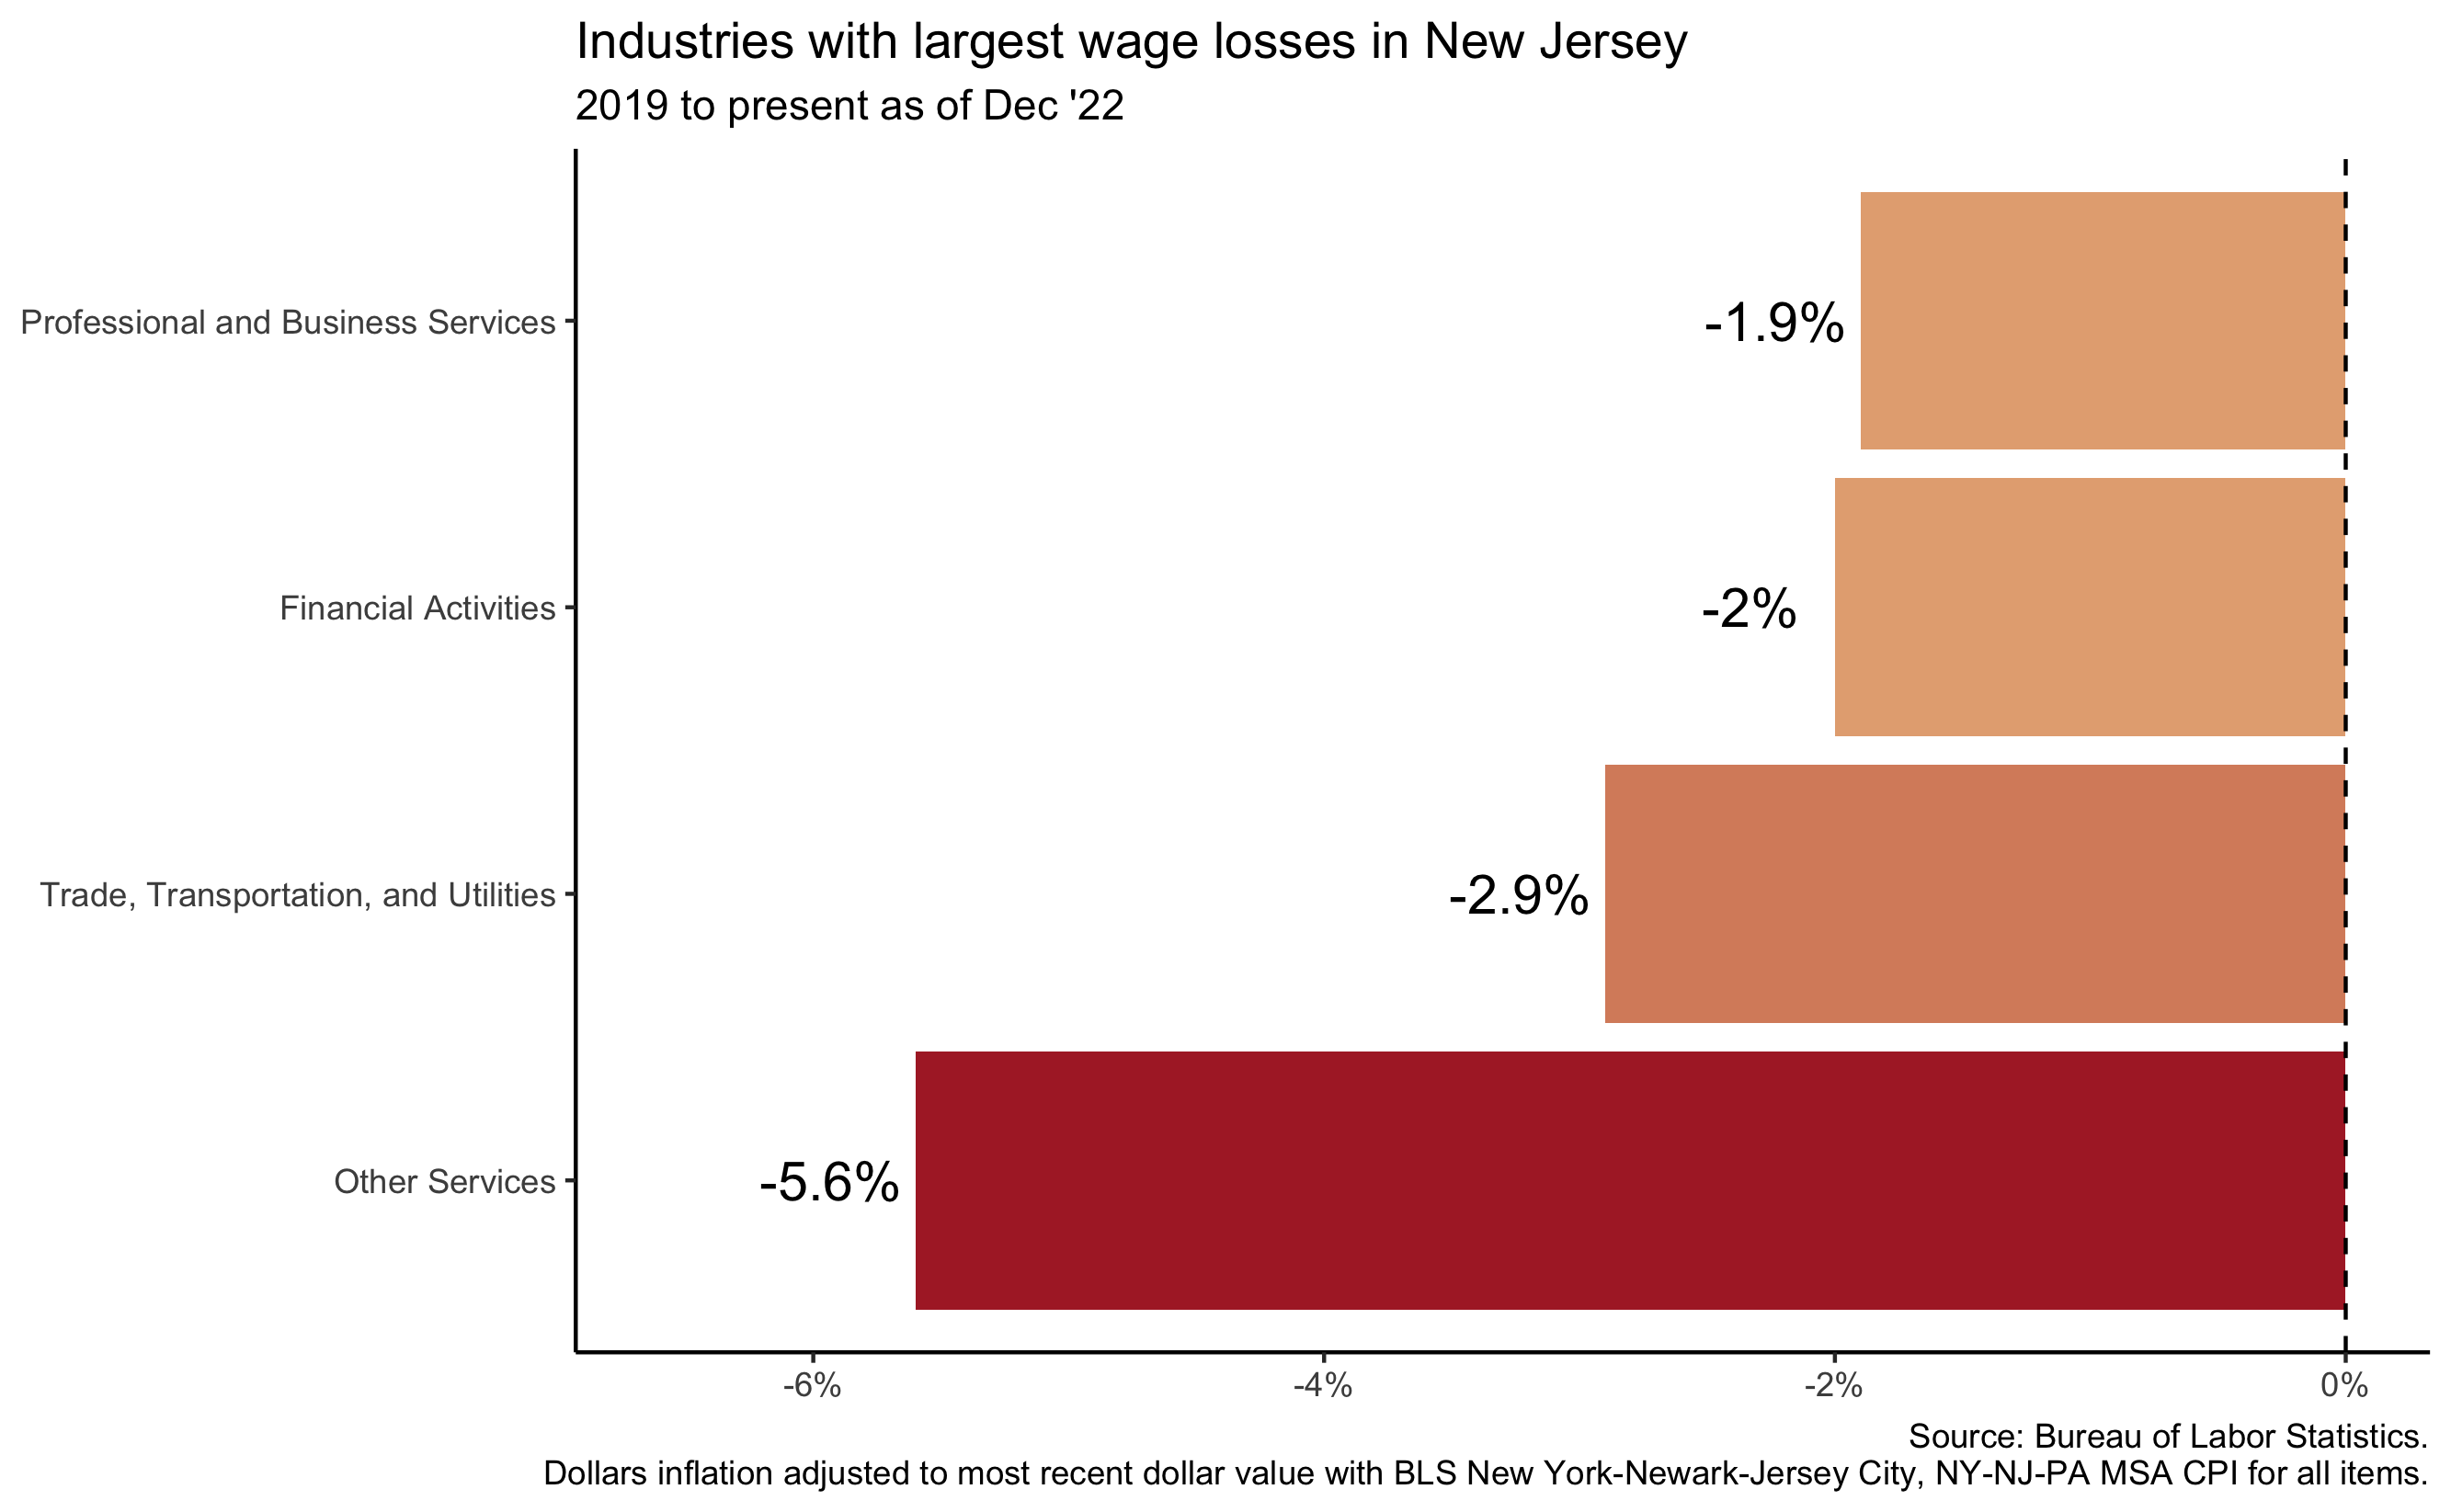 Industries with largest wage losses in New Jersey
2019 to present as of Dec '22
Professional and Business Services
-1.9%
Financial Activities
-2%
Trade, Transportation, and Utilities
-2.9%
Other Services
-5.6%
-6%
-4%
-2%
0%
Source: Bureau of Labor Statistics.
Dollars inflation adjusted to most recent dollar value with BLS New York-Newark-Jersey City, NY-NJ-PA MSA CPI for all items.